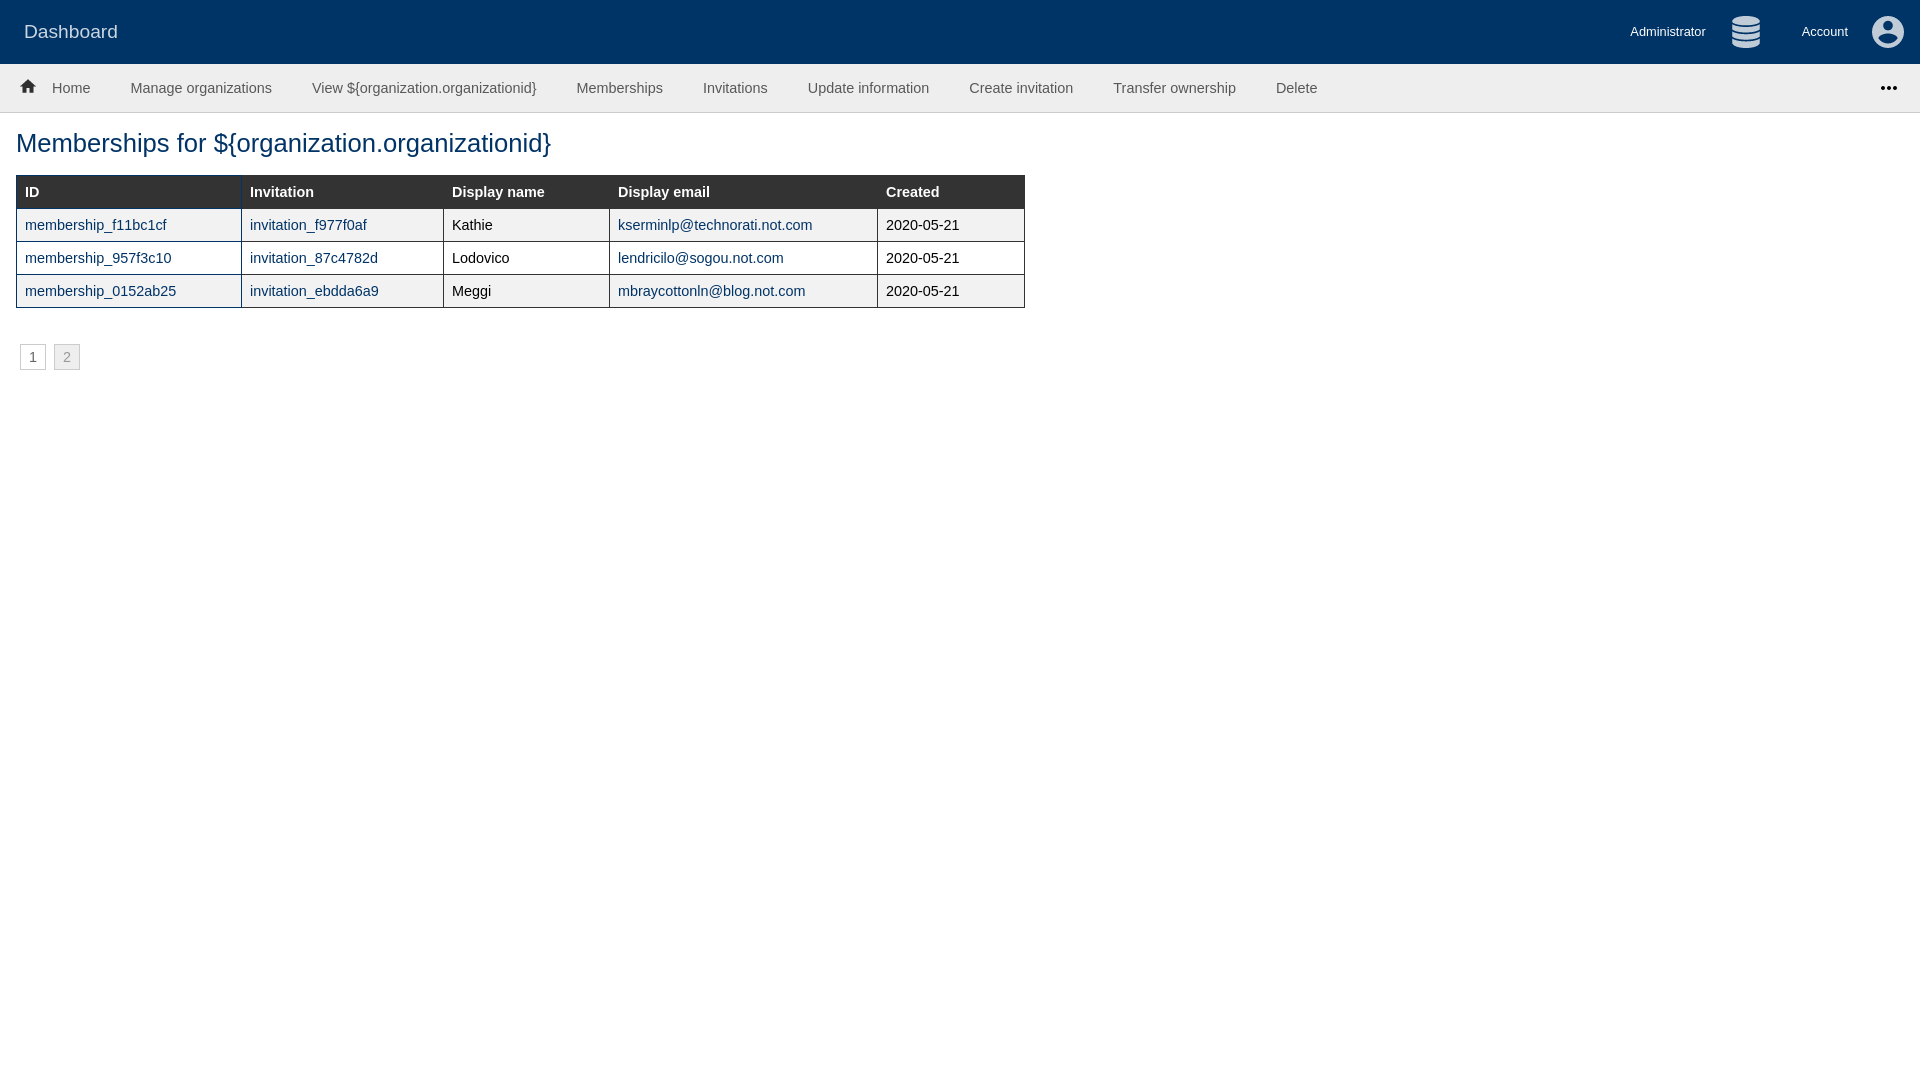 Dashboard
Administrator
Account
Home
Manage organizations
View ${organization.organizationid}
Memberships
Invitations
Update information
Create invitation
Transfer ownership
Delete
Memberships for ${organization.organizationid}
ID Invitation Display name Display email Created
membership_f11bc1cf invitation_f977f0af Kathie kserminlp@technorati.not.com 2020-05-21
membership_957f3c10 invitation_87c4782d Lodovico lendricilo@sogou.not.com 2020-05-21
membership_0152ab25 invitation_ebdda6a9 Meggi mbraycottonln@blog.not.com 2020-05-21
1 2